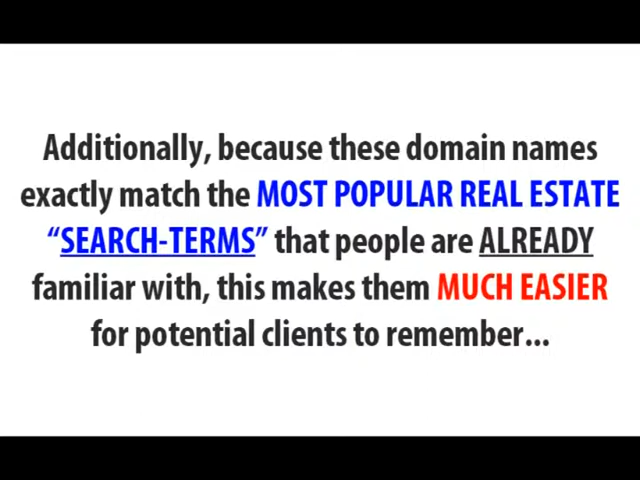 Additionally, because these domain names
exactly match the MOST POPULAR REAL ESTATE
“SEARCH-TERMS” that people are ALREADY
familiar with, this makes them MUCH EASIER
for potential clients to remember...